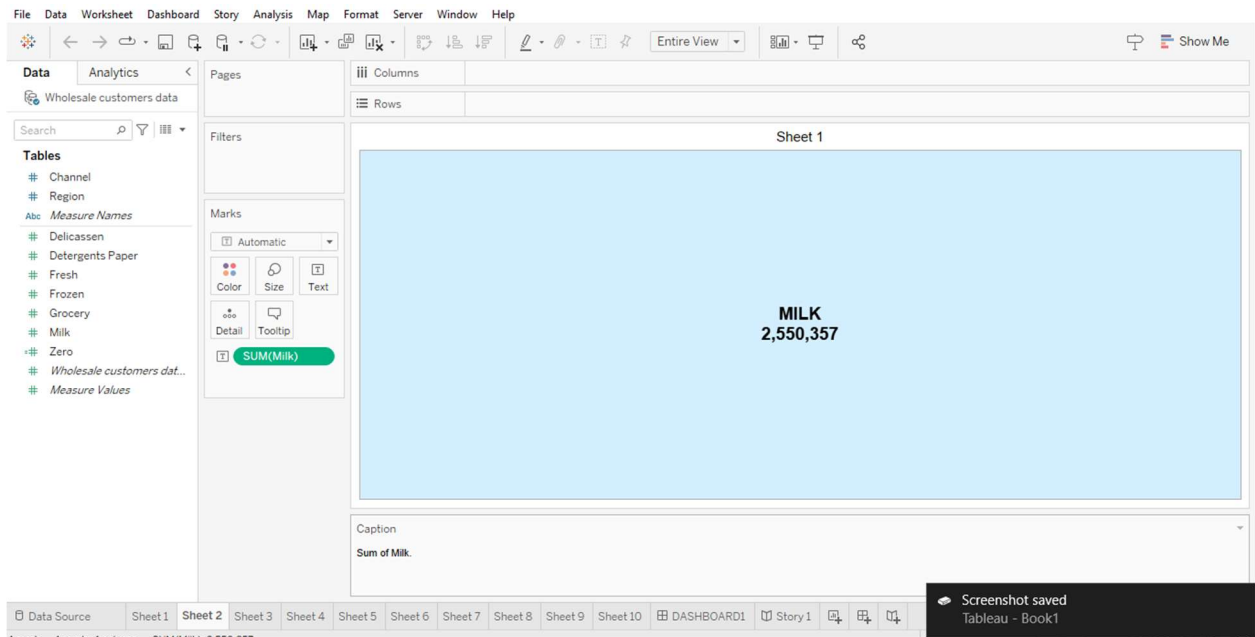 File Data Worksheet Dashboard Story Analysis Map Format Server Window Help
Entire View
Show Me
Data Analytics
Wholesale customers data
Search
Tables
# Channel
# Region
Abc Measure Names
# Delicassen
# Detergents Paper
# Fresh
# Frozen
# Grocery
# Milk
=# Zero
# Wholesale customers dat...
# Measure Values
Pages
Filters
Marks
Automatic
Color Size Text
Detail Tooltip
SUM(Milk)
Columns
Rows
Sheet 1
MILK
2,550,357
Caption
Sum of Milk.
Data Source Sheet 1 Sheet 2 Sheet 3 Sheet 4 Sheet 5 Sheet 6 Sheet 7 Sheet 8 Sheet 9 Sheet 10 DASHBOARD1 Story 1
Screenshot saved
Tableau - Book1